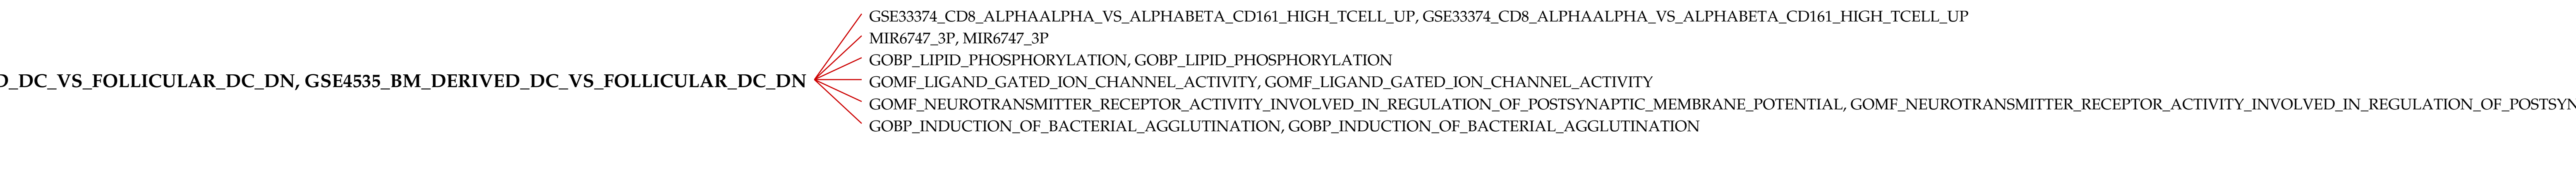 GSE33374_CD8_ALPHAALPHA_VS_ALPHABETA_CD161_HIGH_TCELL_UP, GSE33374_CD8_ALPHAALPHA_VS_ALPHABETA_CD161_HIGH_TCELL_UP
MIR6747_3P, MIR6747_3P
GOBP_LIPID_PHOSPHORYLATION, GOBP_LIPID_PHOSPHORYLATION
D_DC_VS_FOLLICULAR_DC_DN, GSE4535_BM_DERIVED_DC_VS_FOLLICULAR_DC_DN
GOMF_LIGAND_GATED_ION_CHANNEL_ACTIVITY, GOMF_LIGAND_GATED_ION_CHANNEL_ACTIVITY
GOMF_NEUROTRANSMITTER_RECEPTOR_ACTIVITY_INVOLVED_IN_REGULATION_OF_POSTSYNAPTIC_MEMBRANE_POTENTIAL, GOMF_NEUROTRANSMITTER_RECEPTOR_ACTIVITY_INVOLVED_IN_REGULATION_OF_POSTSYN
GOBP_INDUCTION_OF_BACTERIAL_AGGLUTINATION, GOBP_INDUCTION_OF_BACTERIAL_AGGLUTINATION